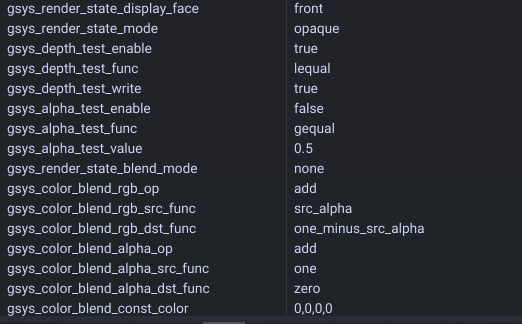 gsys_render_state_display_face front
gsys_render_state_mode opaque
gsys_depth_test_enable true
gsys_depth_test_func lequal
gsys_depth_test_write true
gsys_alpha_test_enable false
gsys_alpha_test_func gequal
gsys_alpha_test_value 0.5
gsys_render_state_blend_mode none
gsys_color_blend_rgb_op add
gsys_color_blend_rgb_src_func src_alpha
gsys_color_blend_rgb_dst_func one_minus_src_alpha
gsys_color_blend_alpha_op add
gsys_color_blend_alpha_src_func one
gsys_color_blend_alpha_dst_func zero
gsys_color_blend_const_color 0,0,0,0